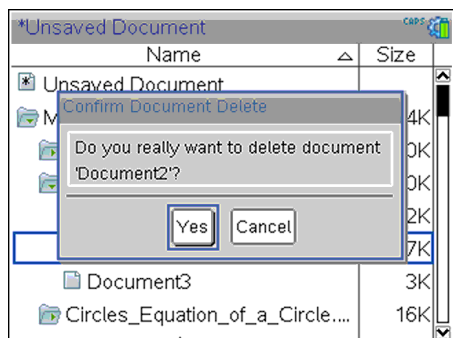 *Unsaved Document
CAPS
Name
Size
Unsaved Document
Confirm Document Delete
M
4K
Do you really want to delete document
'Document2'?
0K
0K
2K
Yes
Cancel
7K
Document3
3K
Circles_Equation_of_a_Circle....
16K